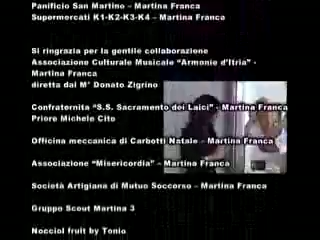 Panificio San Martino – Martina Franca
Supermercati K1-K2-K3-K4 – Martina Franca
Si ringrazia per la gentile collaborazione
Associazione Culturale Musicale "Armonie d'Itria" -
Martina Franca
diretta dal M° Donato Zigrino
Confraternita "S.S. Sacramento dei Laici" - Martina Franca
Priore Michele Cito
Officina meccanica di Carbotti Natale – Martina Franca
Associazione "Misericordia" – Martina Franca
Società Artigiana di Mutuo Soccorso – Martina Franca
Gruppo Scout Martina 3
Nocciol fruit by Tonio